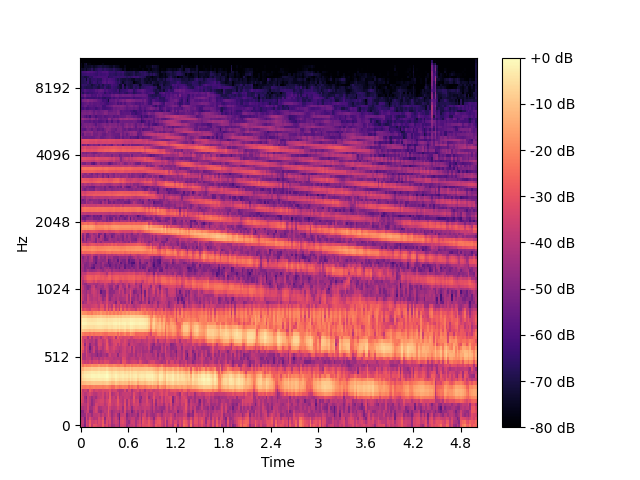 8192
4096
2048
1024
512
0
Hz
0 0.6 1.2 1.8 2.4 3 3.6 4.2 4.8
Time
+0 dB
-10 dB
-20 dB
-30 dB
-40 dB
-50 dB
-60 dB
-70 dB
-80 dB